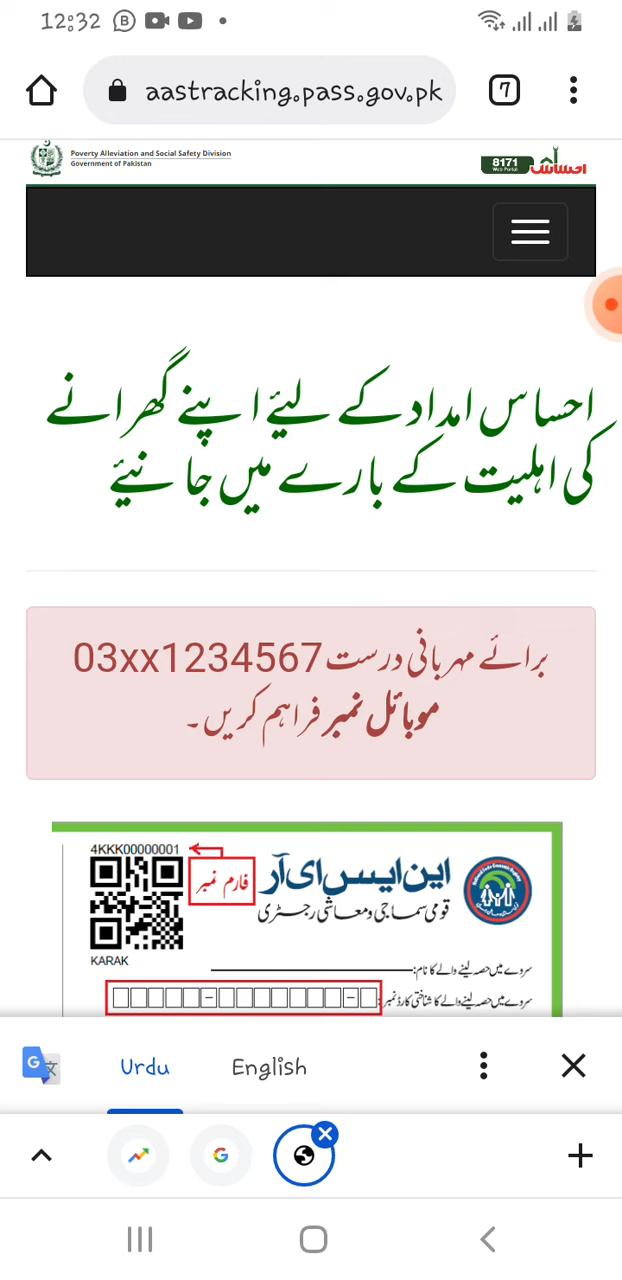 12:32
aastracking.pass.gov.pk
7
Poverty Alleviation and Social Safety Division
Government of Pakistan
8171
Web Portal
احساس
احساس امداد کے لیئے اپنے گھرانے
کی اہلیت کے بارے میں جانیئے
برائے مہربانی درست 03xx1234567
موبائل نمبر فراہم کریں۔
4KKK00000001
فارم نمبر
این ایس ای آر
قومی سماجی و معاشی رجسٹری
KARAK
سروے میں حصہ لینے والے کا نام:
سروے میں حصہ لینے والے کا شناختی کارڈ نمبر:
Urdu
English